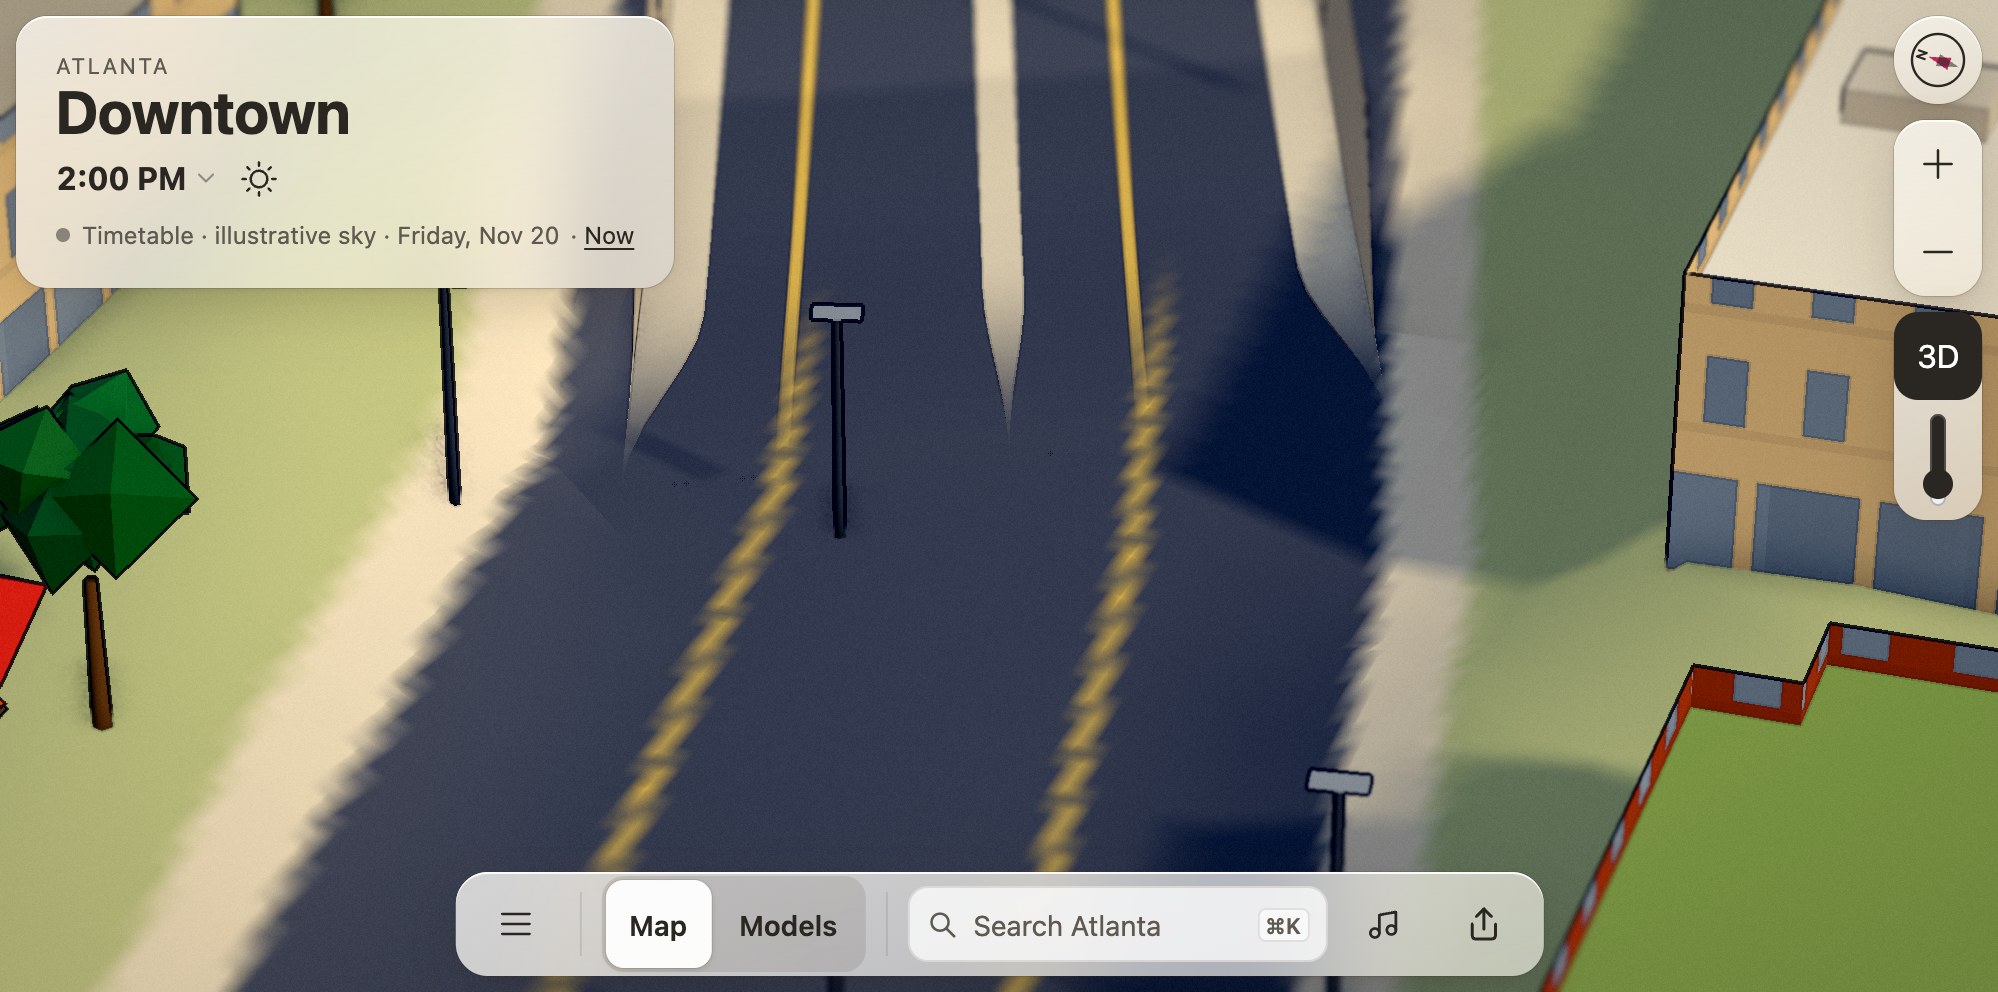 ATLANTA
Downtown
2:00 PM
Timetable · illustrative sky · Friday, Nov 20 · Now
N
3D
Map
Models
Search Atlanta
⌘K